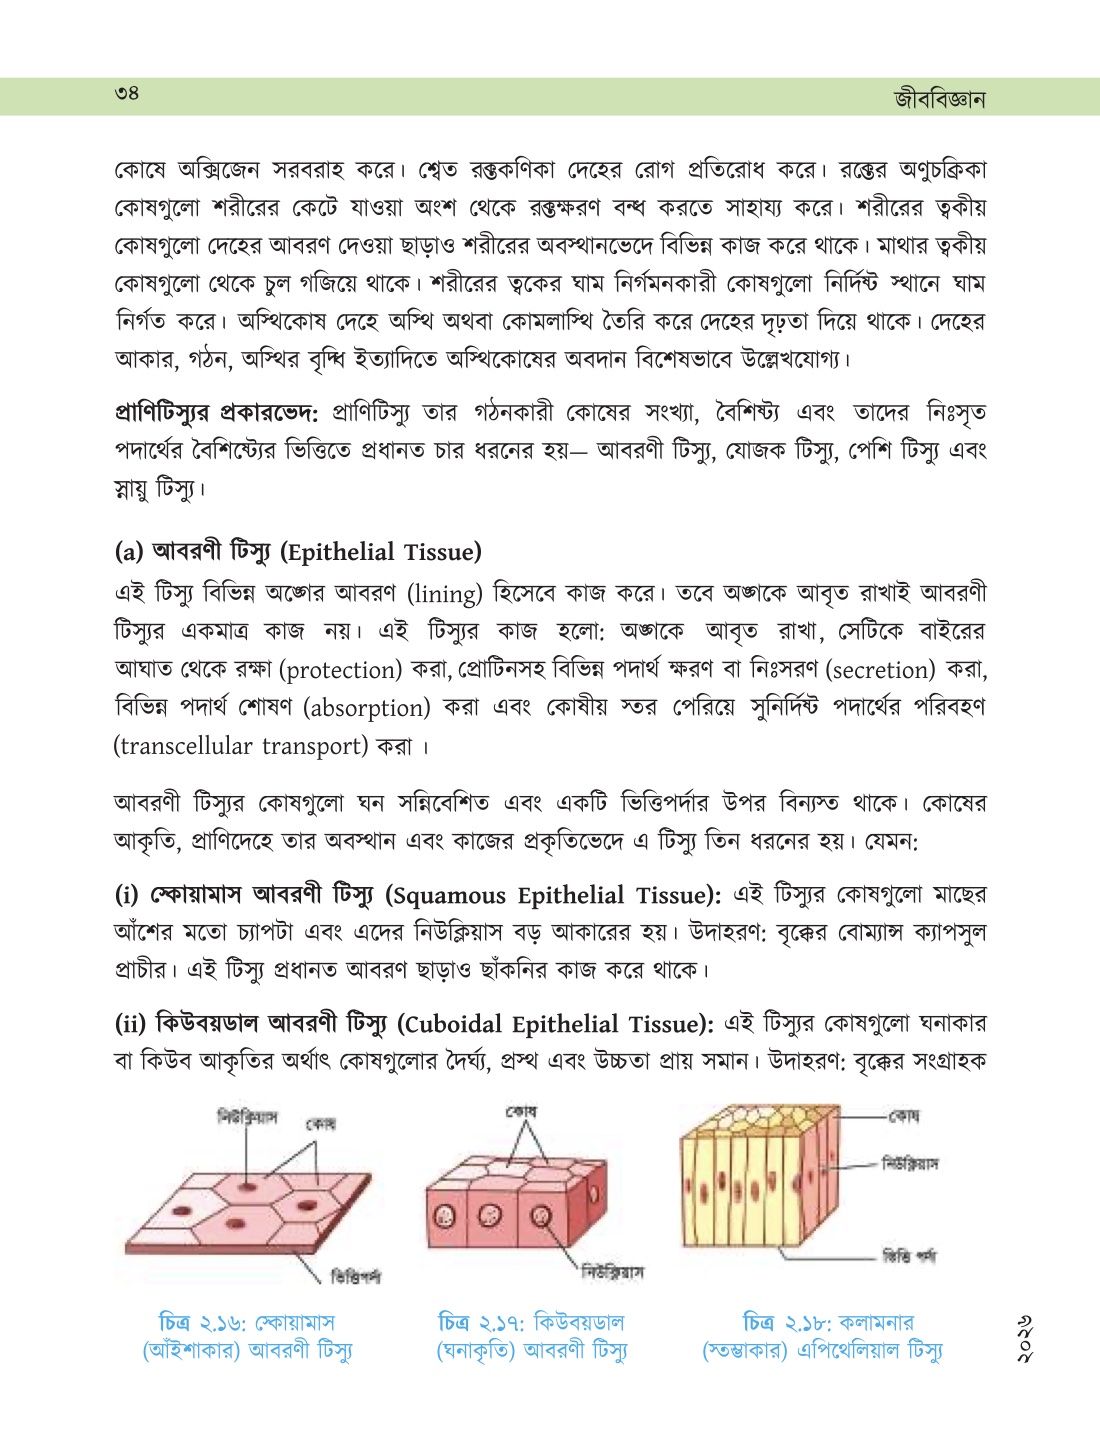 ৩৪
জীববিজ্ঞান
কোষে অক্সিজেন সরবরাহ করে। শ্বেত রক্তকণিকা দেহের রোগ প্রতিরোধ করে। রক্তের অণুচক্রিকা
কোষগুলো শরীরের কেটে যাওয়া অংশ থেকে রক্তক্ষরণ বন্ধ করতে সাহায্য করে। শরীরের ত্বকীয়
কোষগুলো দেহের আবরণ দেওয়া ছাড়াও শরীরের অবস্থানভেদে বিভিন্ন কাজ করে থাকে। মাথার ত্বকীয়
কোষগুলো থেকে চুল গজিয়ে থাকে। শরীরের ত্বকের ঘাম নির্গমনকারী কোষগুলো নির্দিষ্ট স্থানে ঘাম
নির্গত করে। অস্থিকোষ দেহে অস্থি অথবা কোমলাস্থি তৈরি করে দেহের দৃঢ়তা দিয়ে থাকে। দেহের
আকার, গঠন, অস্থির বৃদ্ধি ইত্যাদিতে অস্থিকোষের অবদান বিশেষভাবে উল্লেখযোগ্য।
প্রাণিটিস্যুর প্রকারভেদ: প্রাণিটিস্যু তার গঠনকারী কোষের সংখ্যা, বৈশিষ্ট্য এবং তাদের নিঃসৃত
পদার্থের বৈশিষ্ট্যের ভিত্তিতে প্রধানত চার ধরনের হয়— আবরণী টিস্যু, যোজক টিস্যু, পেশি টিস্যু এবং
স্নায়ু টিস্যু।
(a) আবরণী টিস্যু (Epithelial Tissue)
এই টিস্যু বিভিন্ন অঙ্গের আবরণ (lining) হিসেবে কাজ করে। তবে অঙ্গকে আবৃত রাখাই আবরণী
টিস্যুর একমাত্র কাজ নয়। এই টিস্যুর কাজ হলো: অঙ্গকে আবৃত রাখা, সেটিকে বাইরের
আঘাত থেকে রক্ষা (protection) করা, প্রোটিনসহ বিভিন্ন পদার্থ ক্ষরণ বা নিঃসরণ (secretion) করা,
বিভিন্ন পদার্থ শোষণ (absorption) করা এবং কোষীয় স্তর পেরিয়ে সুনির্দিষ্ট পদার্থের পরিবহণ
(transcellular transport) করা ।
আবরণী টিস্যুর কোষগুলো ঘন সন্নিবেশিত এবং একটি ভিত্তিপর্দার উপর বিন্যস্ত থাকে। কোষের
আকৃতি, প্রাণিদেহে তার অবস্থান এবং কাজের প্রকৃতিভেদে এ টিস্যু তিন ধরনের হয়। যেমন:
(i) স্কোয়ামাস আবরণী টিস্যু (Squamous Epithelial Tissue): এই টিস্যুর কোষগুলো মাছের
আঁশের মতো চ্যাপটা এবং এদের নিউক্লিয়াস বড় আকারের হয়। উদাহরণ: বৃক্কের বোম্যান্স ক্যাপসুল
প্রাচীর। এই টিস্যু প্রধানত আবরণ ছাড়াও ছাঁকনির কাজ করে থাকে।
(ii) কিউবয়ডাল আবরণী টিস্যু (Cuboidal Epithelial Tissue): এই টিস্যুর কোষগুলো ঘনাকার
বা কিউব আকৃতির অর্থাৎ কোষগুলোর দৈর্ঘ্য, প্রস্থ এবং উচ্চতা প্রায় সমান। উদাহরণ: বৃক্কের সংগ্রাহক
নিউক্লিয়াস
কোষ
ভিত্তিপর্দা
কোষ
নিউক্লিয়াস
কোষ
নিউক্লিয়াস
ভিত্তি পর্দা
চিত্র ২.১৬: স্কোয়ামাস
(আঁইশাকার) আবরণী টিস্যু
চিত্র ২.১৭: কিউবয়ডাল
(ঘনাকৃতি) আবরণী টিস্যু
চিত্র ২.১৮: কলামনার
(স্তম্ভাকার) এপিথেলিয়াল টিস্যু
২০২৬